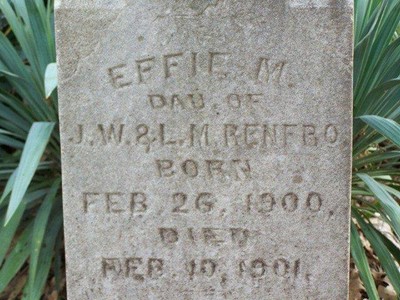 EFFIE M.
DAU. OF
J.W. & L.M. RENFRO
BORN
FEB. 26, 1900.
DIED
FEB. 10, 1901.